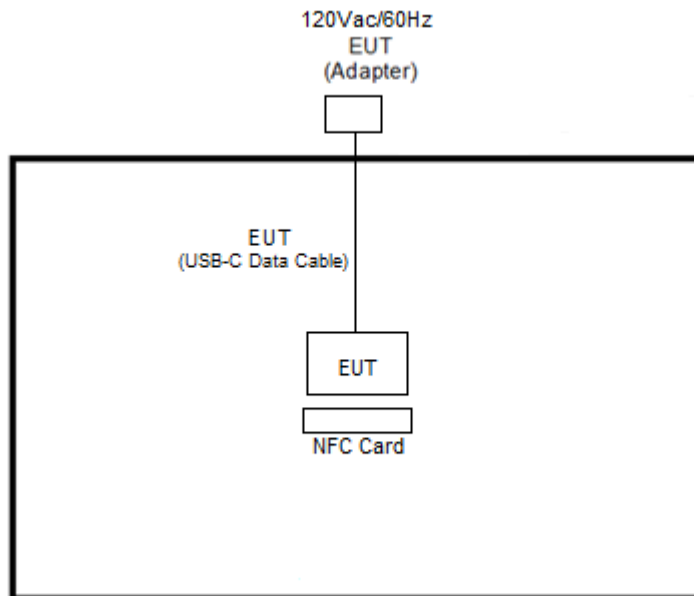 120Vac/60Hz
EUT
(Adapter)
EUT
(USB-C Data Cable)
EUT
NFC Card